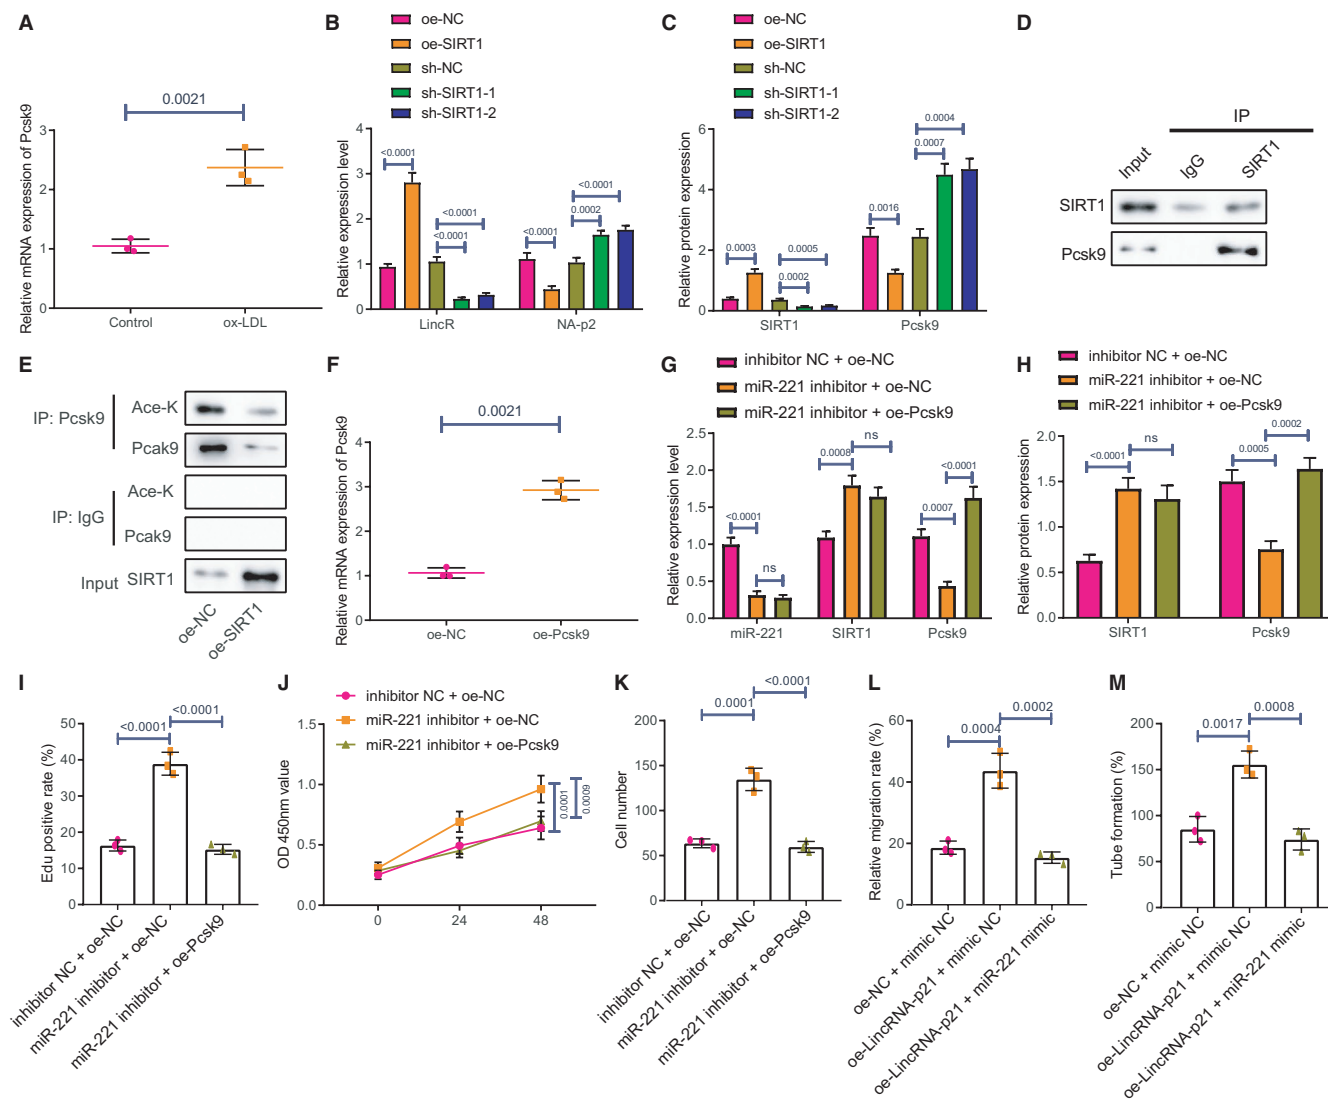 A
0.0021
Relative mRNA expression of Pcsk9
3
2
1
0
Control
ox-LDL
B
oe-NC
oe-SIRT1
sh-NC
sh-SIRT1-1
sh-SIRT1-2
Relative expression level
4
3
2
1
0
<0.0001
<0.0001
<0.0001
<0.0001
0.0002
<0.0001
LincR
NA-p2
C
oe-NC
oe-SIRT1
sh-NC
sh-SIRT1-1
sh-SIRT1-2
Relative protein expression
6
4
2
0
0.0003
0.0005
0.0002
0.0016
0.0004
0.0007
SIRT1
Pcsk9
D
IP
Input
IgG
SIRT1
SIRT1
Pcsk9
E
IP: Pcsk9
Ace-K
Pcak9
IP: IgG
Ace-K
Pcak9
Input
SIRT1
oe-NC
oe-SIRT1
F
0.0021
Relative mRNA expression of Pcsk9
4
3
2
1
0
oe-NC
oe-Pcsk9
G
inhibitor NC + oe-NC
miR-221 inhibitor + oe-NC
miR-221 inhibitor + oe-Pcsk9
Relative expression level
2.5
2.0
1.5
1.0
0.5
0.0
<0.0001
ns
0.0008
ns
0.0007
<0.0001
miR-221
SIRT1
Pcsk9
H
inhibitor NC + oe-NC
miR-221 inhibitor + oe-NC
miR-221 inhibitor + oe-Pcsk9
Relative protein expression
2.0
1.5
1.0
0.5
0.0
<0.0001
ns
0.0005
0.0002
SIRT1
Pcsk9
I
<0.0001
<0.0001
Edu positive rate (%)
50
40
30
20
10
0
inhibitor NC + oe-NC
miR-221 inhibitor + oe-NC
miR-221 inhibitor + oe-Pcsk9
J
inhibitor NC + oe-NC
miR-221 inhibitor + oe-NC
miR-221 inhibitor + oe-Pcsk9
OD 450nm value
1.5
1.0
0.5
0.0
0
24
48
0.0001
0.0009
K
0.0001
<0.0001
Cell number
200
150
100
50
0
inhibitor NC + oe-NC
miR-221 inhibitor + oe-NC
miR-221 inhibitor + oe-Pcsk9
L
0.0004
0.0002
Relative migration rate (%)
60
40
20
0
oe-NC + mimic NC
oe-LincRNA-p21 + mimic NC
oe-LincRNA-p21 + miR-221 mimic
M
0.0017
0.0008
Tube formation (%)
200
150
100
50
0
oe-NC + mimic NC
oe-LincRNA-p21 + mimic NC
oe-LincRNA-p21 + miR-221 mimic